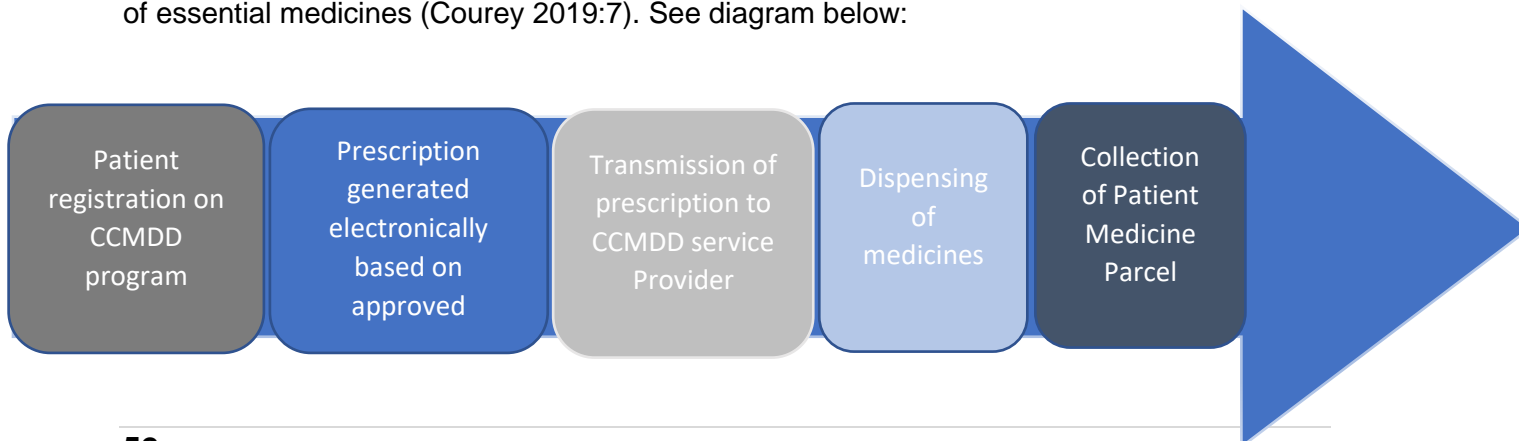 of essential medicines (Courey 2019:7). See diagram below:
Patient
registration on
CCMDD
program
Prescription
generated
electronically
based on
approved
Transmission of
prescription to
CCMDD service
Provider
Dispensing
of
medicines
Collection
of Patient
Medicine
Parcel